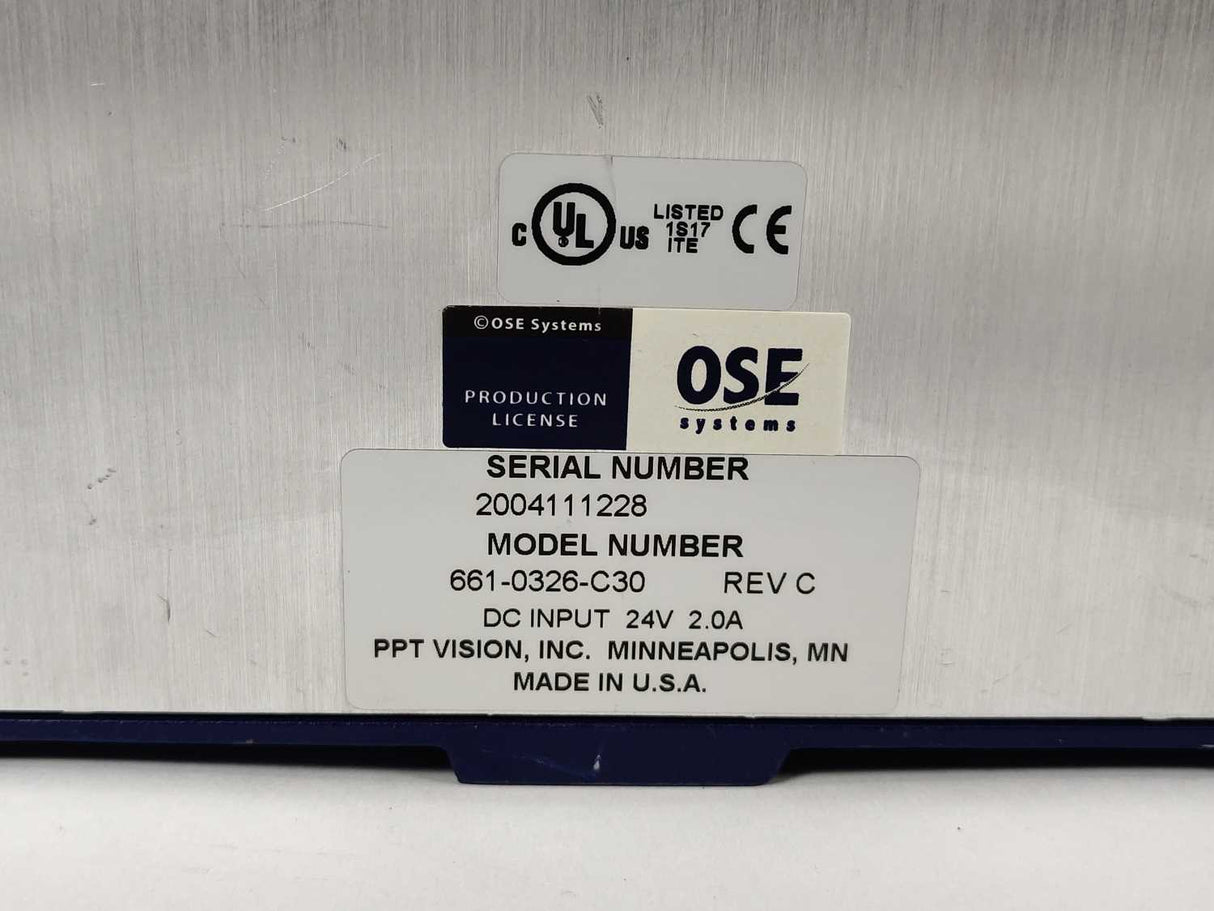 C UL US LISTED 1S17 ITE CE
©OSE Systems
PRODUCTION
LICENSE
OSE
systems
SERIAL NUMBER
2004111228
MODEL NUMBER
661-0326-C30 REV C
DC INPUT 24V 2.0A
PPT VISION, INC. MINNEAPOLIS, MN
MADE IN U.S.A.